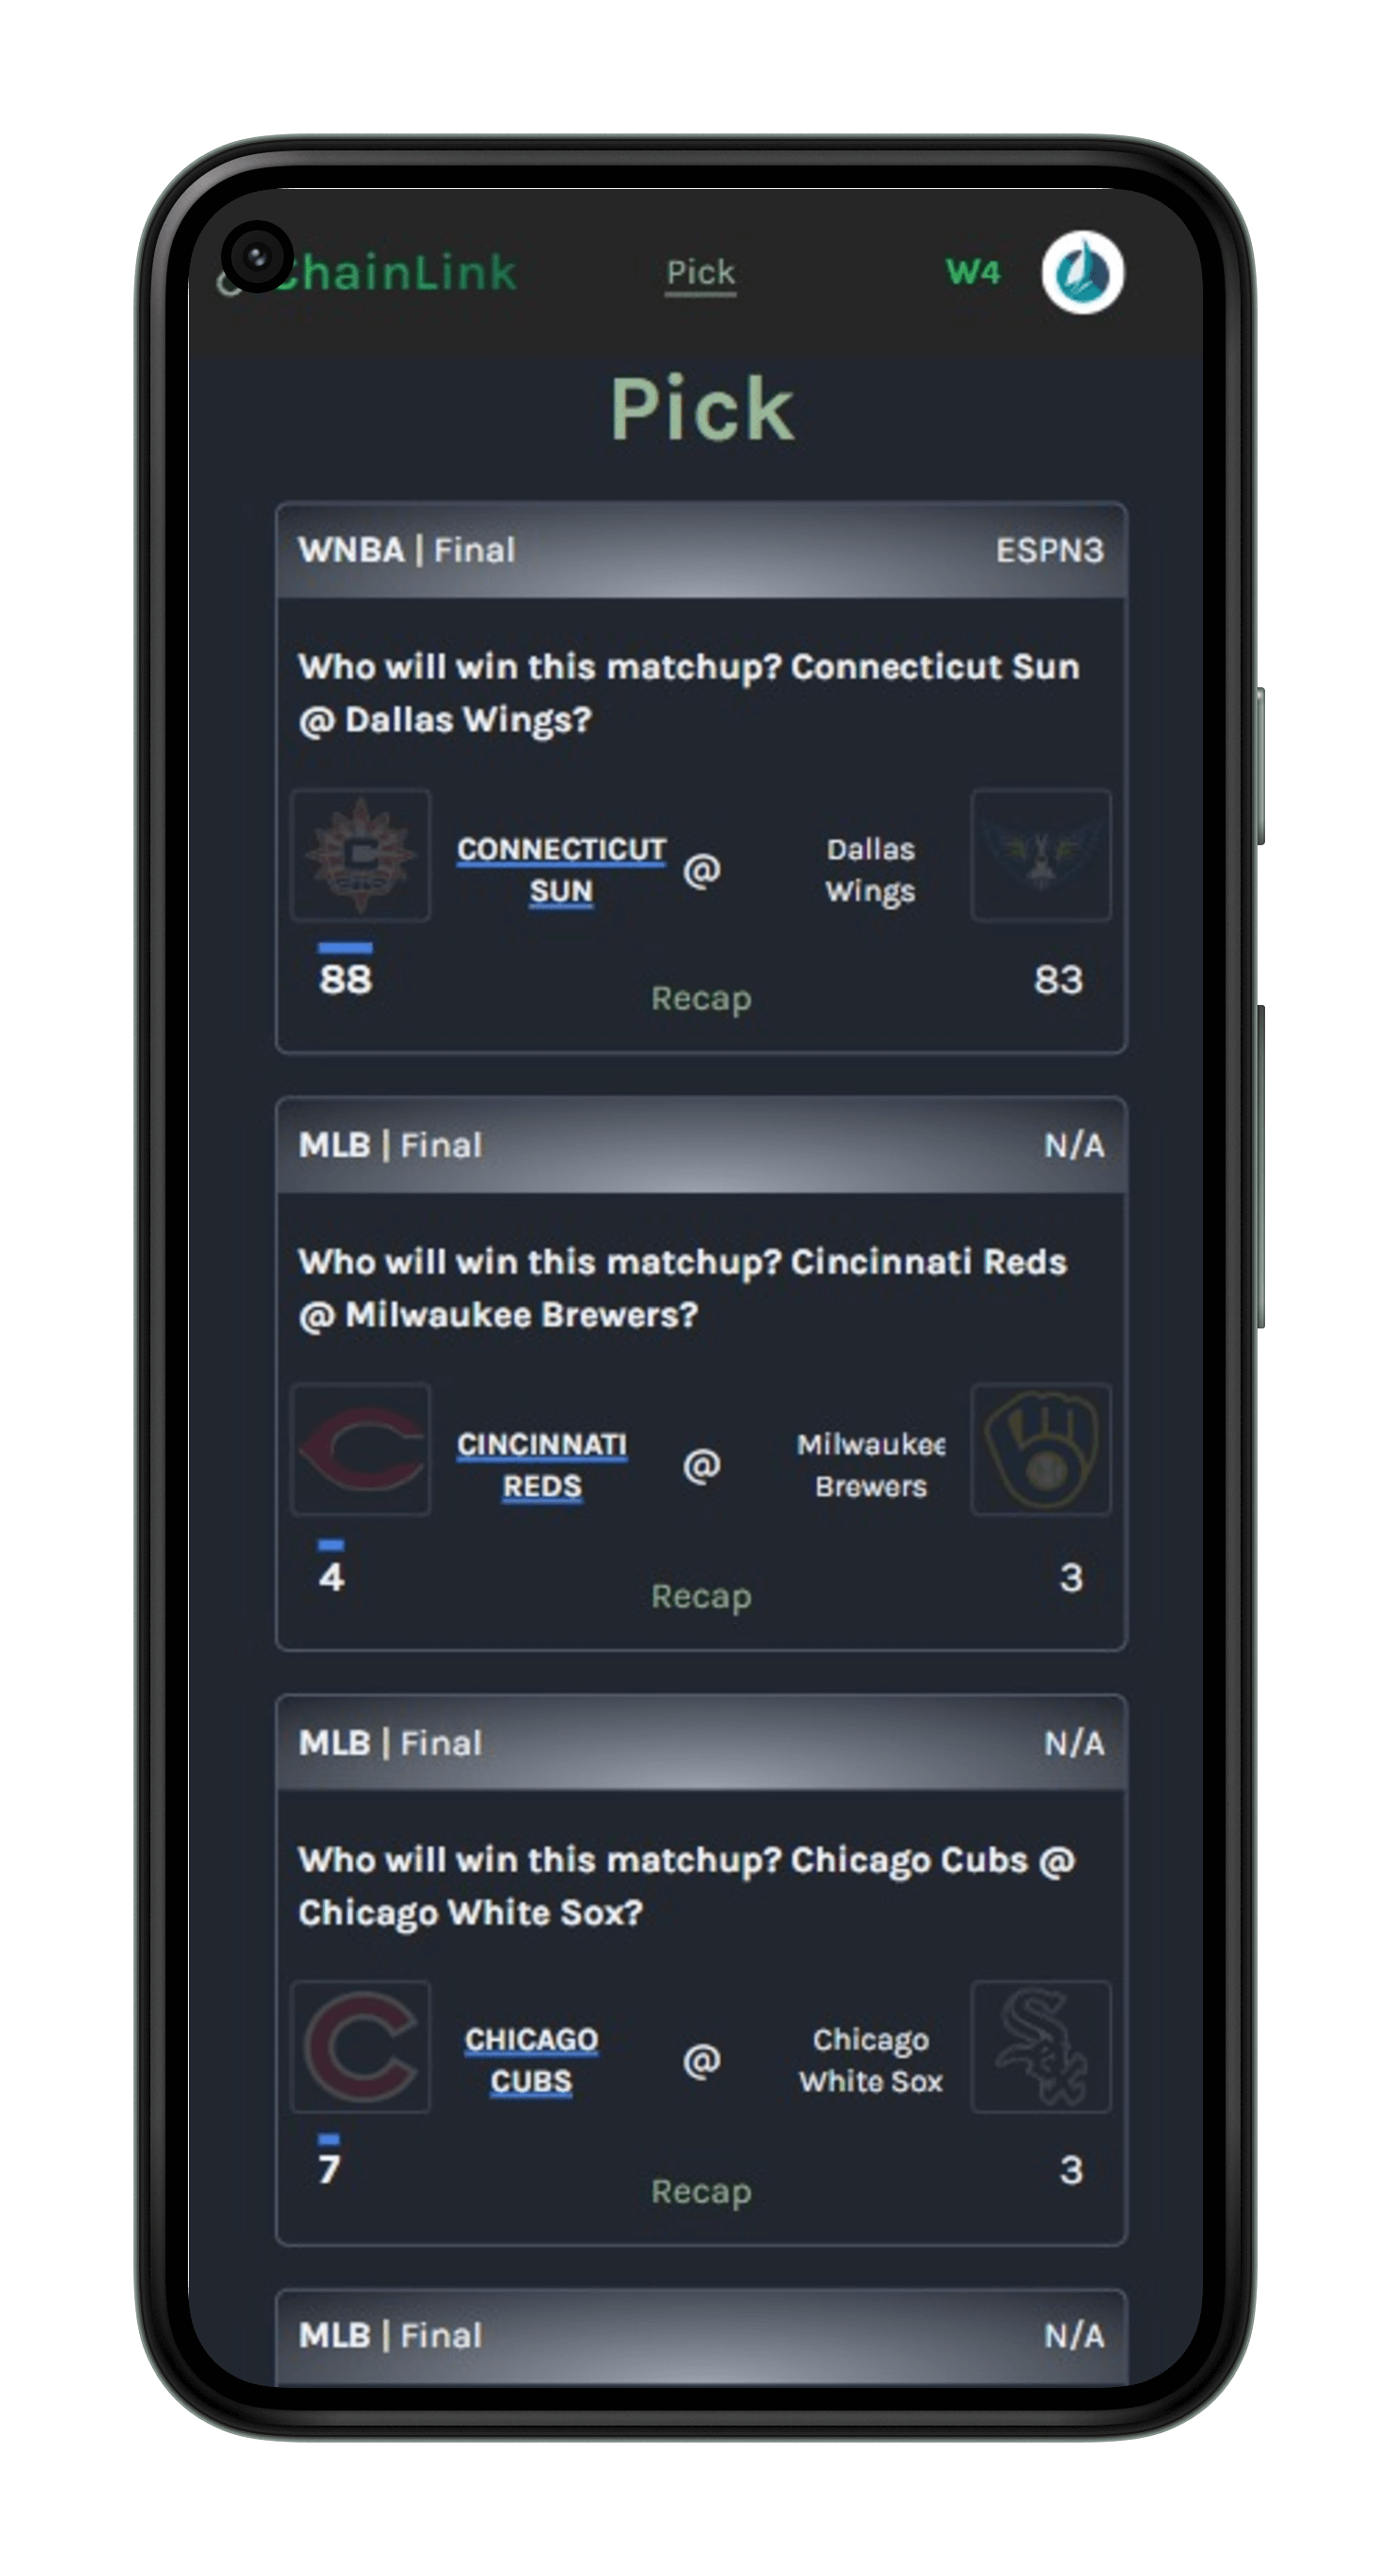 ChainLink Pick W4
Pick
WNBA | Final ESPN3
Who will win this matchup? Connecticut Sun
@ Dallas Wings?
CONNECTICUT
SUN
@
Dallas
Wings
88 Recap 83
MLB | Final N/A
Who will win this matchup? Cincinnati Reds
@ Milwaukee Brewers?
CINCINNATI
REDS
@
Milwaukee
Brewers
4 Recap 3
MLB | Final N/A
Who will win this matchup? Chicago Cubs @
Chicago White Sox?
CHICAGO
CUBS
@
Chicago
White Sox
7 Recap 3
MLB | Final N/A